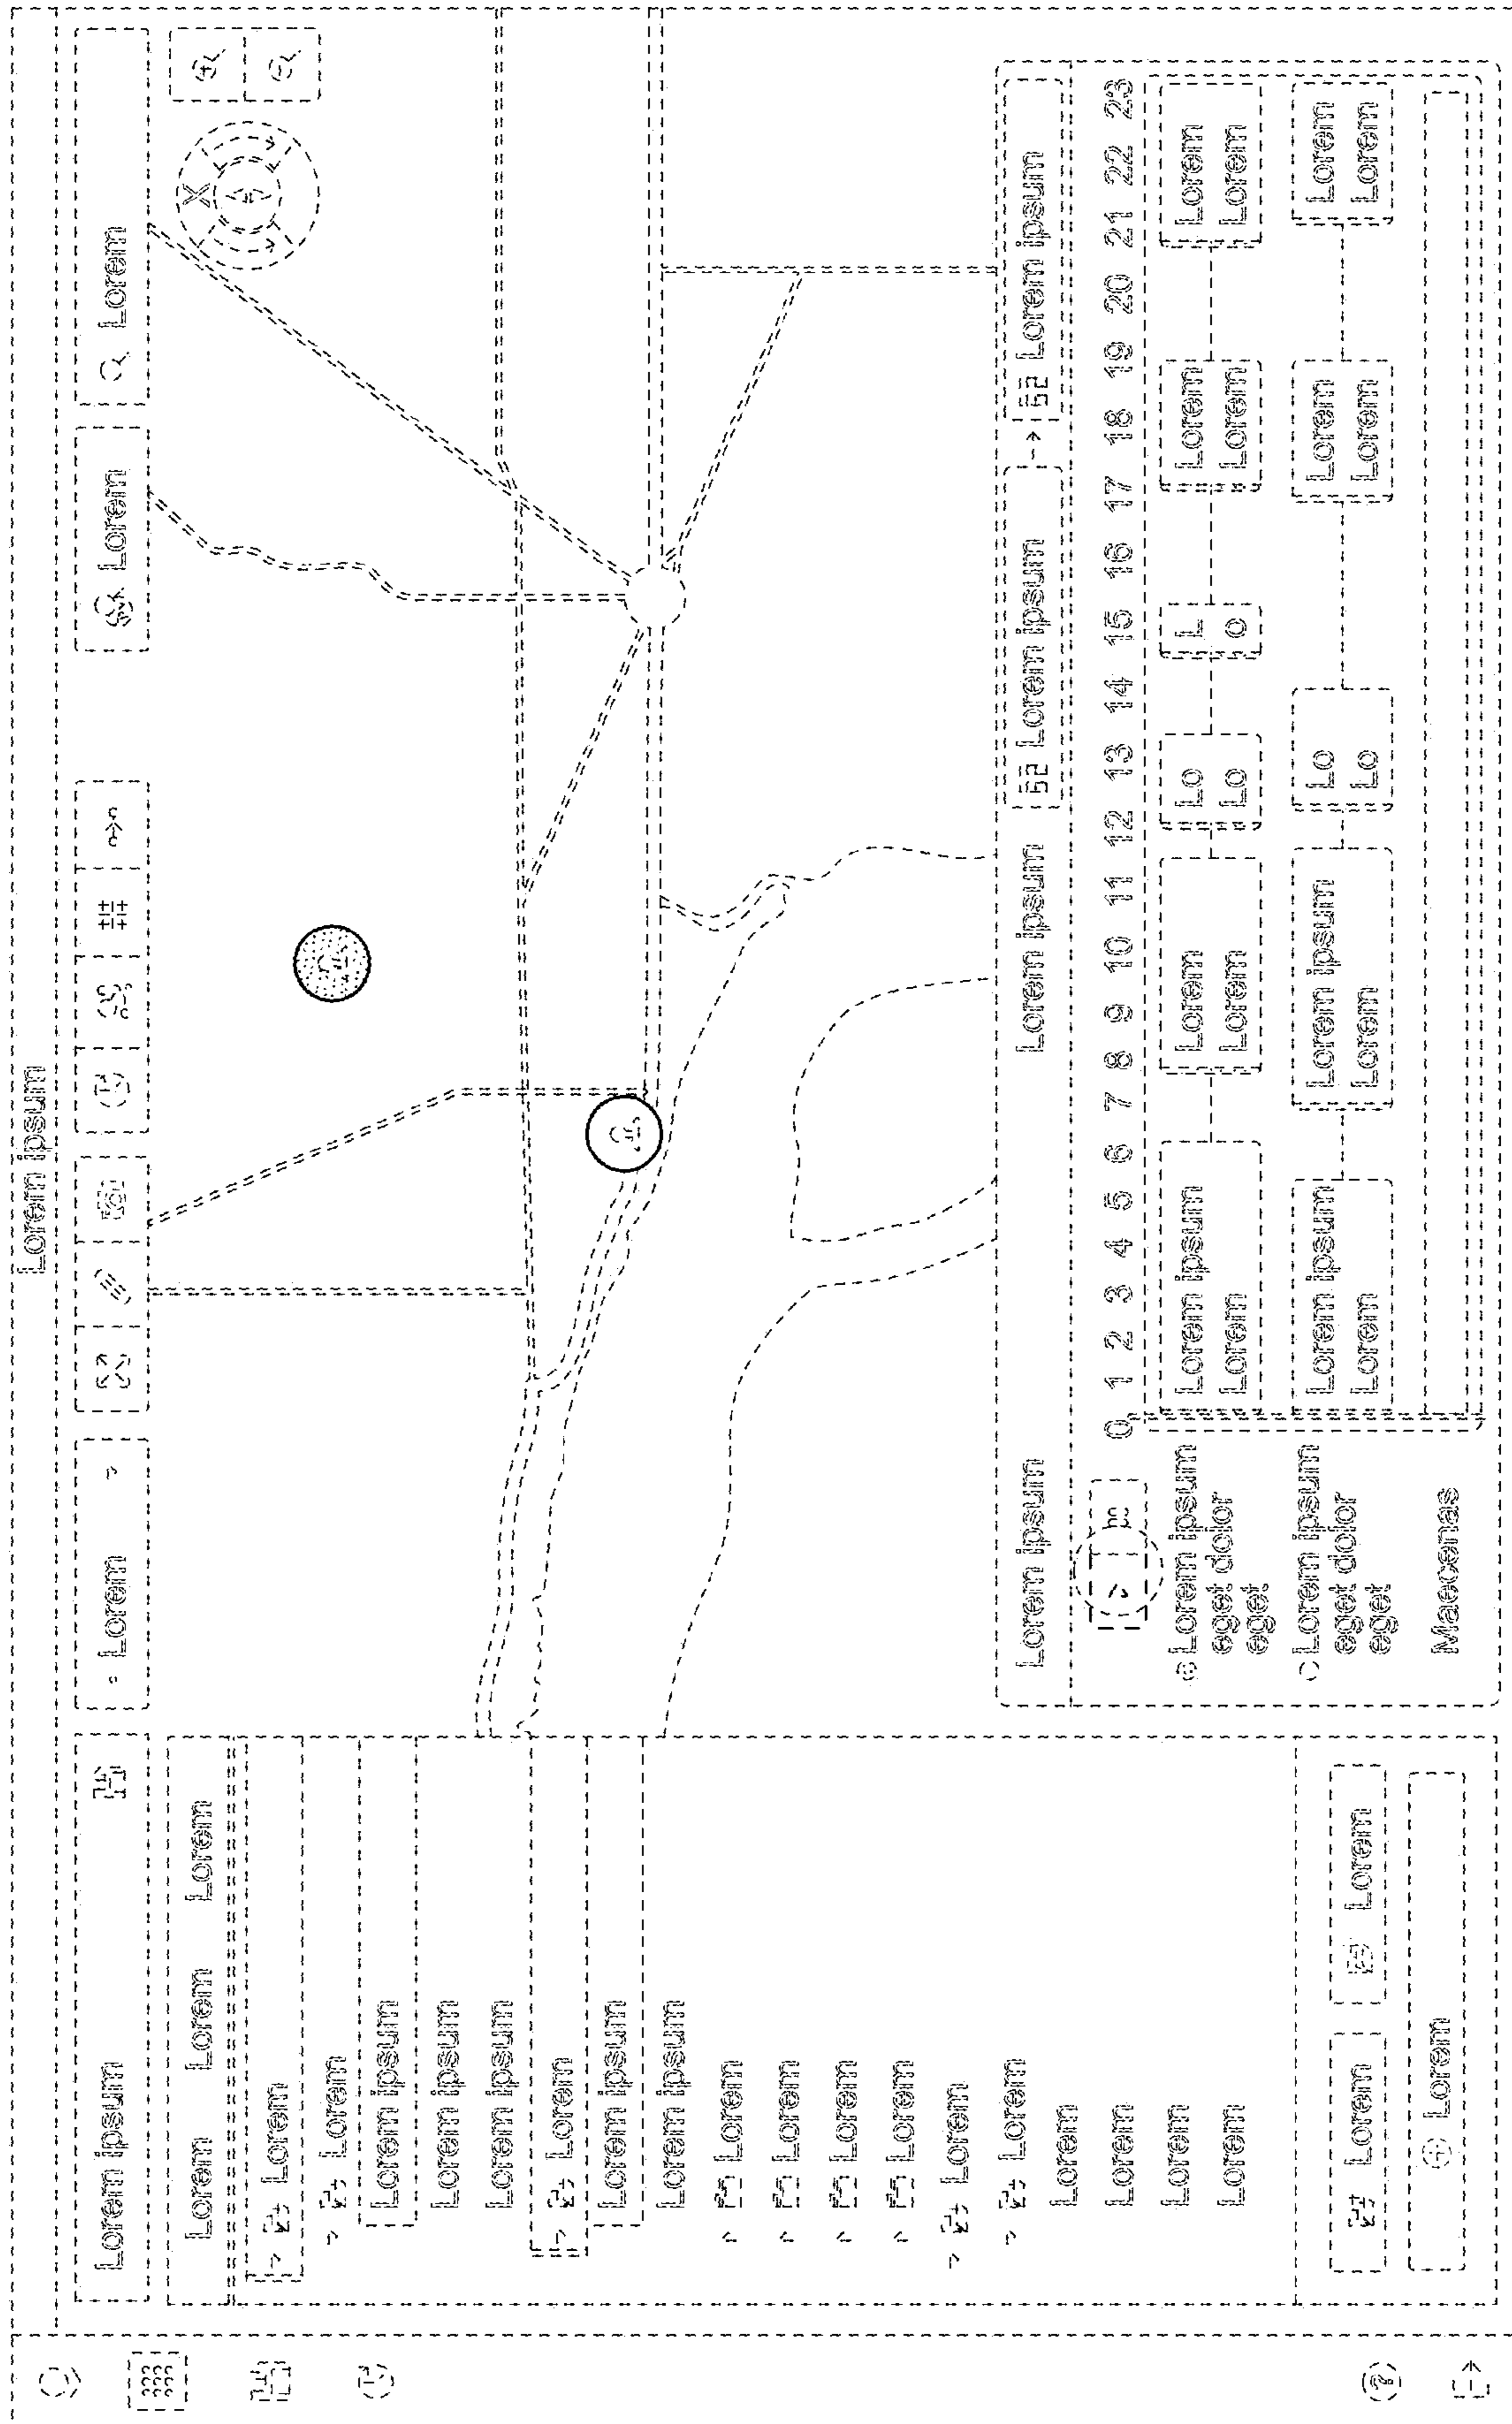 Lorem ipsum
Lorem ipsum
Lorem
Lorem
Lorem
Lorem Lorem Lorem
Lorem
Lorem
Lorem ipsum
Lorem ipsum
Lorem ipsum
Lorem
Lorem ipsum
Lorem ipsum
Lorem
Lorem
Lorem
Lorem
Lorem
Lorem
Lorem
Lorem
Lorem
Lorem
Lorem
Lorem
Lorem
Lorem ipsum
Lorem ipsum
Lorem ipsum
Lorem ipsum
0 1 2 3 4 5 6 7 8 9 10 11 12 13 14 15 16 17 18 19 20 21 22 23
Lorem ipsum
eget dolor
eget
Lorem ipsum Lorem Lo L Lorem Lorem
Lorem Lorem Lo o Lorem Lorem
Lorem ipsum
eget dolor
eget
Lorem ipsum Lorem ipsum Lo Lorem Lorem
Lorem Lorem Lo Lorem Lorem
Maecenas